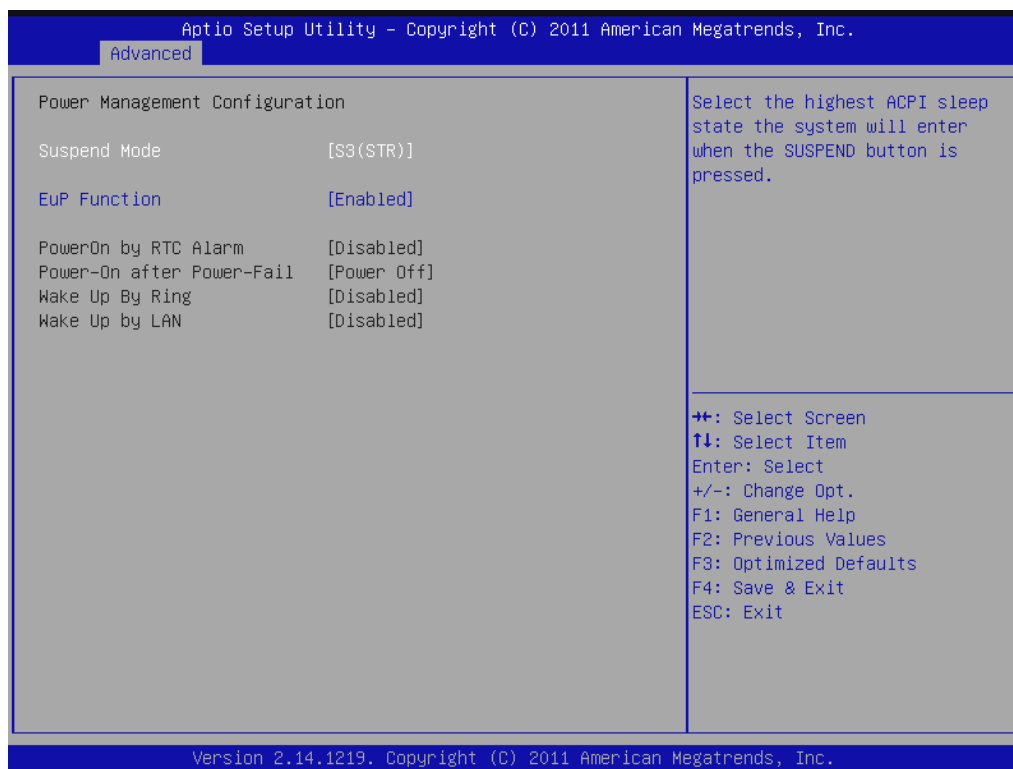 Aptio Setup Utility – Copyright (C) 2011 American Megatrends, Inc.
Advanced
Power Management Configuration
Suspend Mode [S3(STR)]
EuP Function [Enabled]
PowerOn by RTC Alarm [Disabled]
Power-On after Power-Fail [Power Off]
Wake Up By Ring [Disabled]
Wake Up by LAN [Disabled]
Select the highest ACPI sleep
state the system will enter
when the SUSPEND button is
pressed.
→←: Select Screen
↑↓: Select Item
Enter: Select
+/-: Change Opt.
F1: General Help
F2: Previous Values
F3: Optimized Defaults
F4: Save & Exit
ESC: Exit
Version 2.14.1219. Copyright (C) 2011 American Megatrends, Inc.